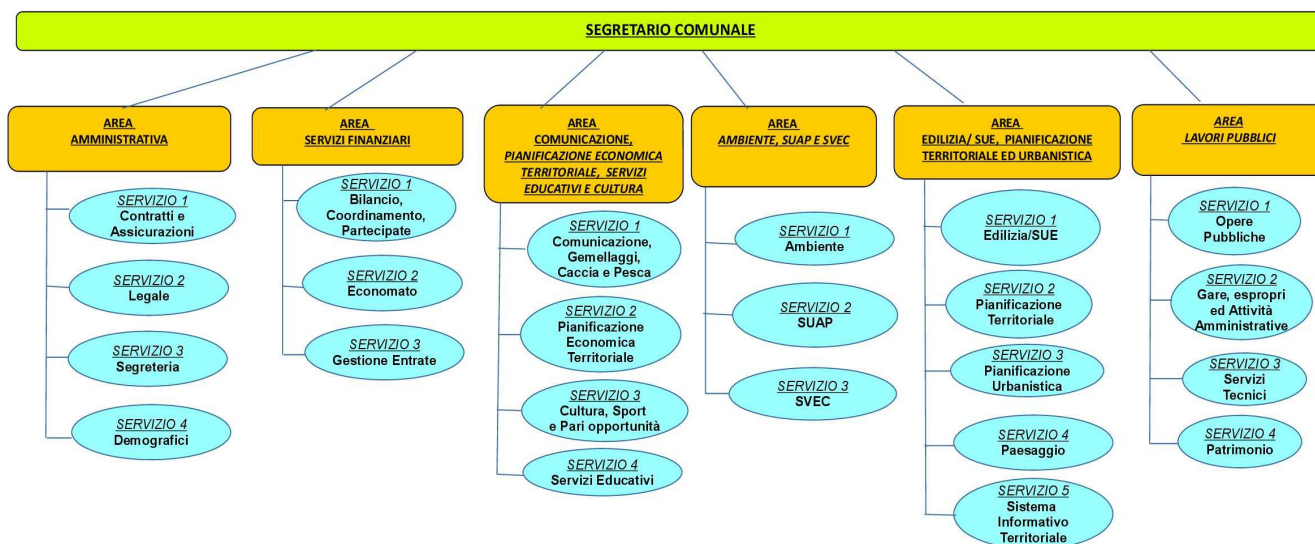 SEGRETARIO COMUNALE
AREA
AMMINISTRATIVA
SERVIZIO 1
Contratti e
Assicurazioni
SERVIZIO 2
Legale
SERVIZIO 3
Segreteria
SERVIZIO 4
Demografici
AREA
SERVIZI FINANZIARI
SERVIZIO 1
Bilancio,
Coordinamento,
Partecipate
SERVIZIO 2
Economato
SERVIZIO 3
Gestione Entrate
AREA
COMUNICAZIONE,
PIANIFICAZIONE ECONOMICA
TERRITORIALE, SERVIZI
EDUCATIVI E CULTURA
SERVIZIO 1
Comunicazione,
Gemellaggi,
Caccia e Pesca
SERVIZIO 2
Pianificazione
Economica
Territoriale
SERVIZIO 3
Cultura, Sport
e Pari opportunità
SERVIZIO 4
Servizi Educativi
AREA
AMBIENTE, SUAP E SVEC
SERVIZIO 1
Ambiente
SERVIZIO 2
SUAP
SERVIZIO 3
SVEC
AREA
EDILIZIA/ SUE, PIANIFICAZIONE
TERRITORIALE ED URBANISTICA
SERVIZIO 1
Edilizia/SUE
SERVIZIO 2
Pianificazione
Territoriale
SERVIZIO 3
Pianificazione
Urbanistica
SERVIZIO 4
Paesaggio
SERVIZIO 5
Sistema
Informativo
Territoriale
AREA
LAVORI PUBBLICI
SERVIZIO 1
Opere
Pubbliche
SERVIZIO 2
Gare, espropri
ed Attività
Amministrative
SERVIZIO 3
Servizi
Tecnici
SERVIZIO 4
Patrimonio